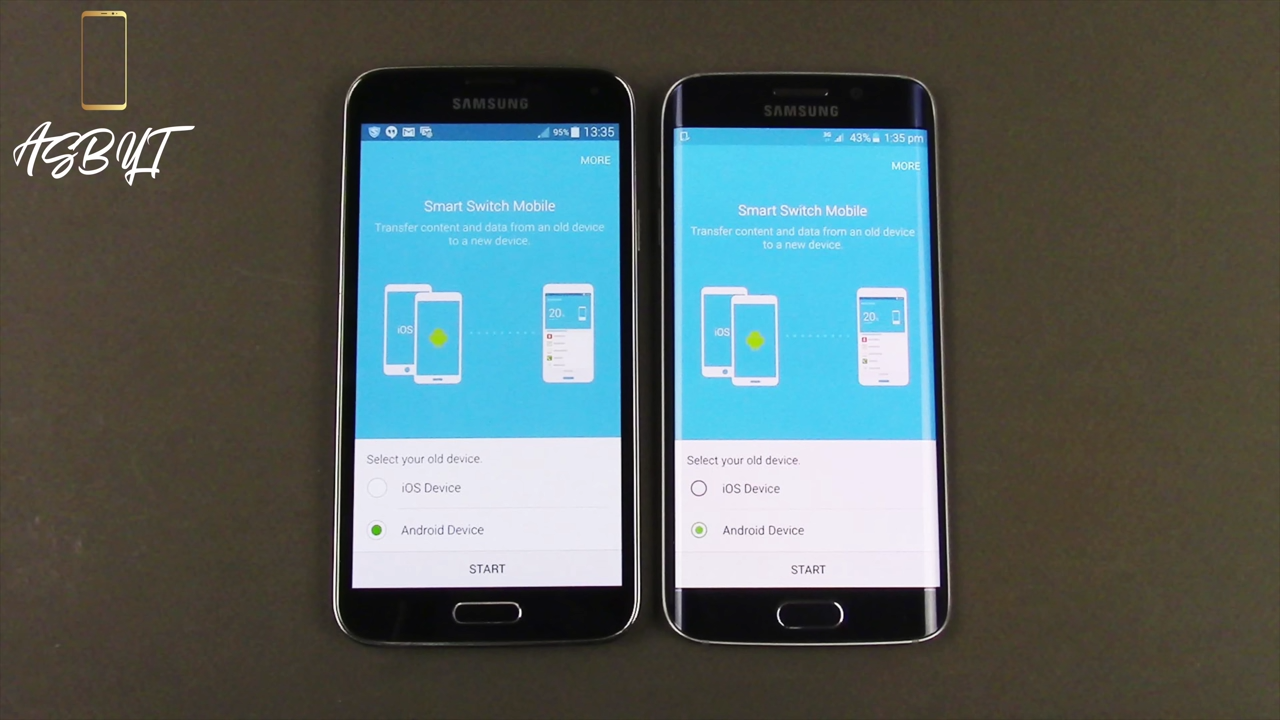 ASBYT
SAMSUNG
95% 13:35
MORE
Smart Switch Mobile
Transfer content and data from an old device
to a new device.
iOS
20
Select your old device.
iOS Device
Android Device
START
SAMSUNG
3G 43% 1:35 pm
MORE
Smart Switch Mobile
Transfer content and data from an old device
to a new device.
iOS
20
Select your old device.
iOS Device
Android Device
START